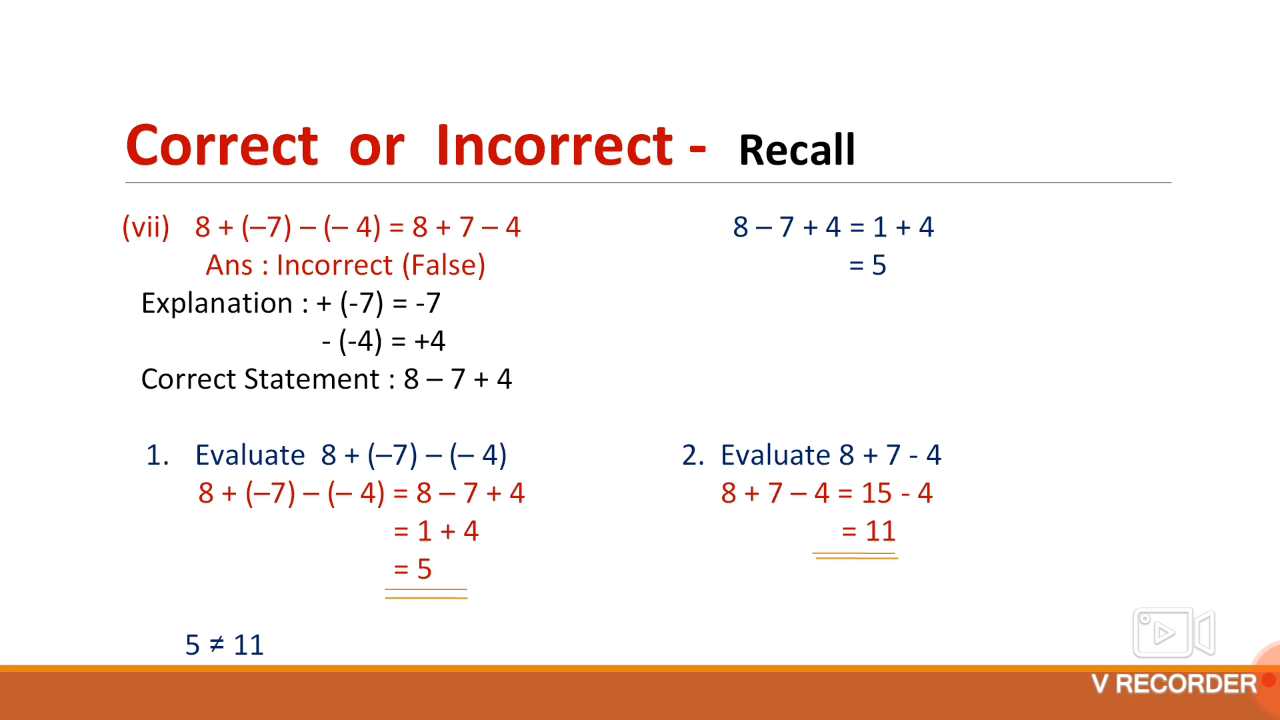 Correct or Incorrect - Recall
(vii) 8 + (–7) – (– 4) = 8 + 7 – 4
Ans : Incorrect (False)
Explanation : + (-7) = -7
- (-4) = +4
Correct Statement : 8 – 7 + 4
8 – 7 + 4 = 1 + 4
= 5
1. Evaluate 8 + (–7) – (– 4)
8 + (–7) – (– 4) = 8 – 7 + 4
= 1 + 4
= 5
2. Evaluate 8 + 7 - 4
8 + 7 – 4 = 15 - 4
= 11
5 ≠ 11
V RECORDER